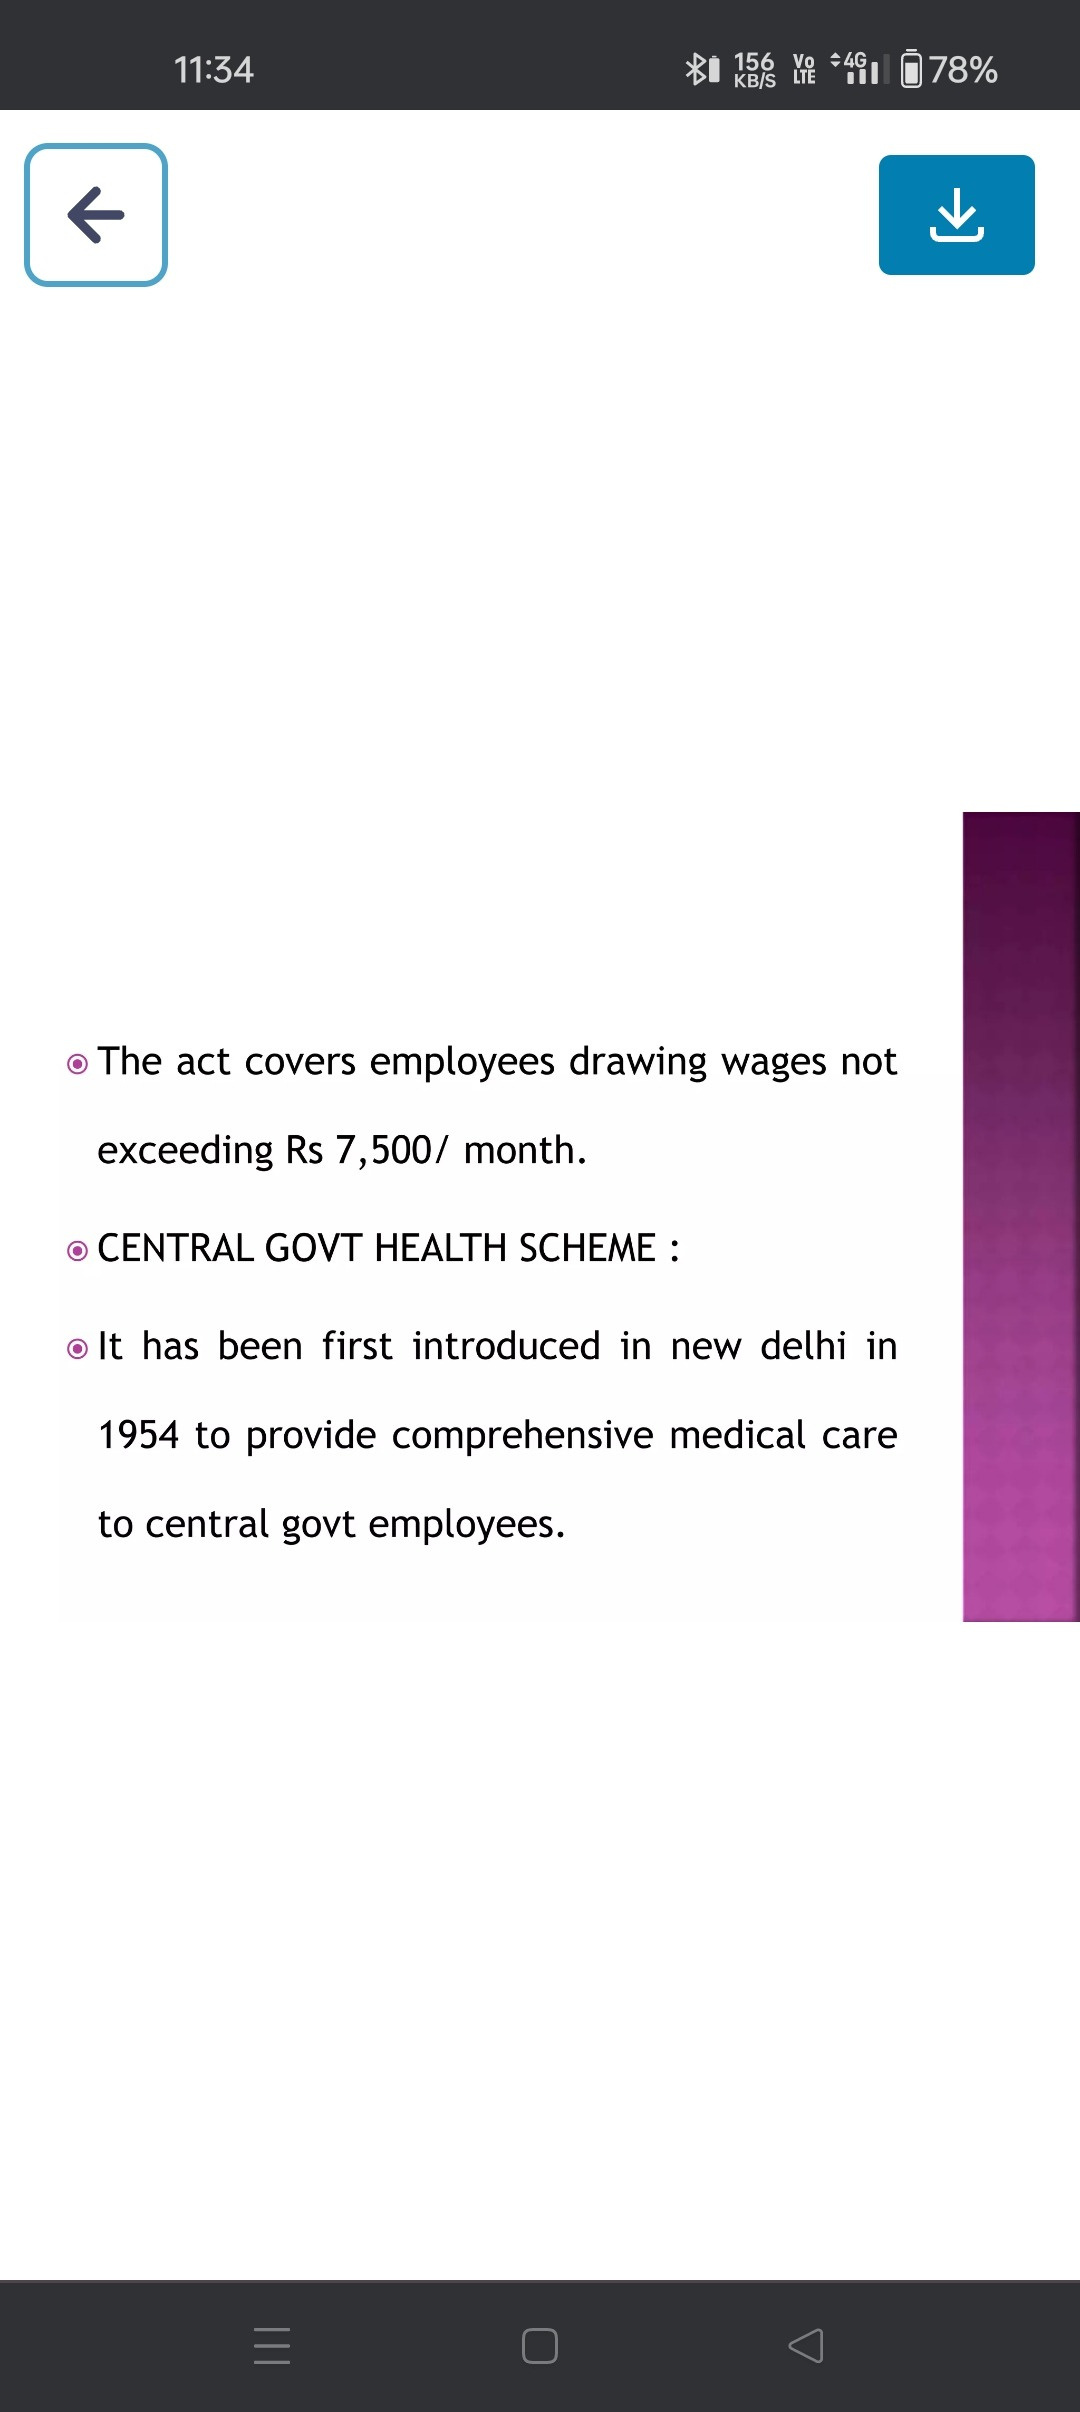 11:34
156
KB/S
Vo
LTE
4G
78%
The act covers employees drawing wages not
exceeding Rs 7,500/ month.
CENTRAL GOVT HEALTH SCHEME :
It has been first introduced in new delhi in
1954 to provide comprehensive medical care
to central govt employees.